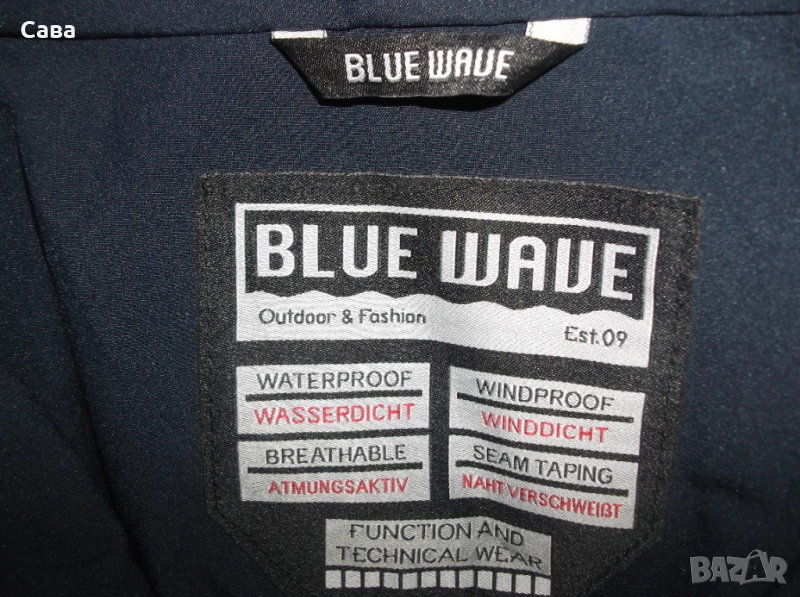 Сава
BLUE WAVE
BLUE WAVE
Outdoor & Fashion
Est.09
WATERPROOF
WASSERDICHT
BREATHABLE
ATMUNGSAKTIV
WINDPROOF
WINDDICHT
SEAM TAPING
NAHT VERSCHWEIßT
FUNCTION AND
TECHNICAL WEAR
BAZAR